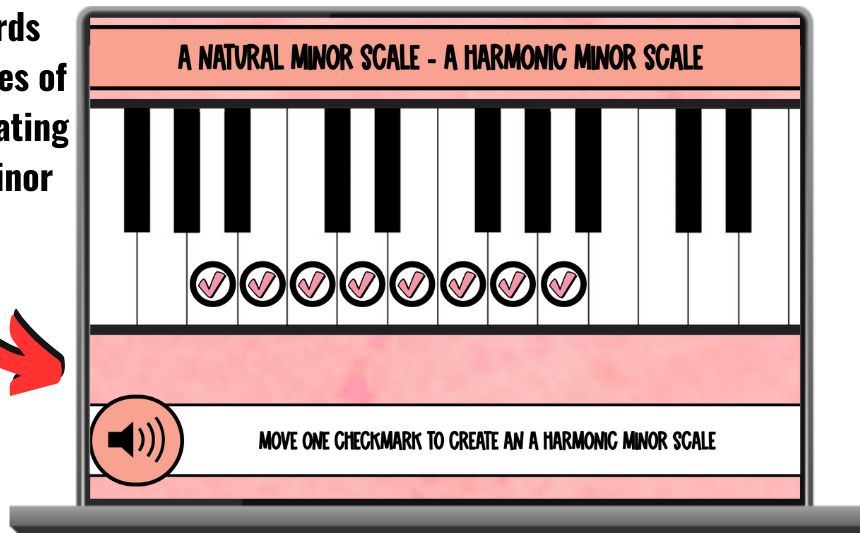 A NATURAL MINOR SCALE - A HARMONIC MINOR SCALE
MOVE ONE CHECKMARK TO CREATE AN A HARMONIC MINOR SCALE